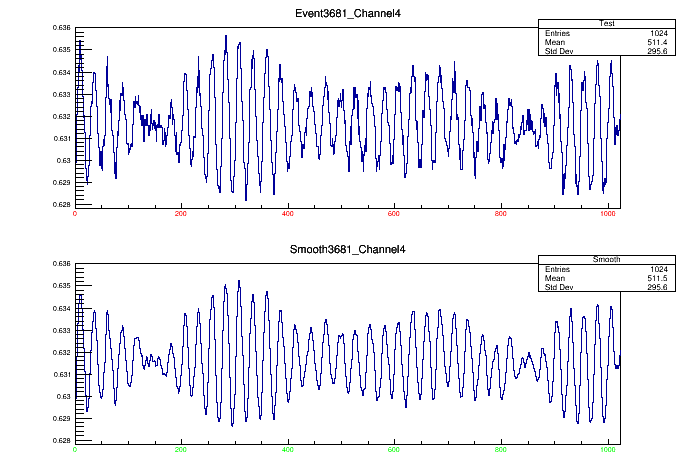 Event3681_Channel4
Test
Entries 1024
Mean 511.4
Std Dev 295.6
0.636
0.635
0.634
0.633
0.632
0.631
0.63
0.629
0.628
0 200 400 600 800 1000
Smooth3681_Channel4
Smooth
Entries 1024
Mean 511.5
Std Dev 295.6
0.636
0.635
0.634
0.633
0.632
0.631
0.63
0.629
0.628
0 200 400 600 800 1000